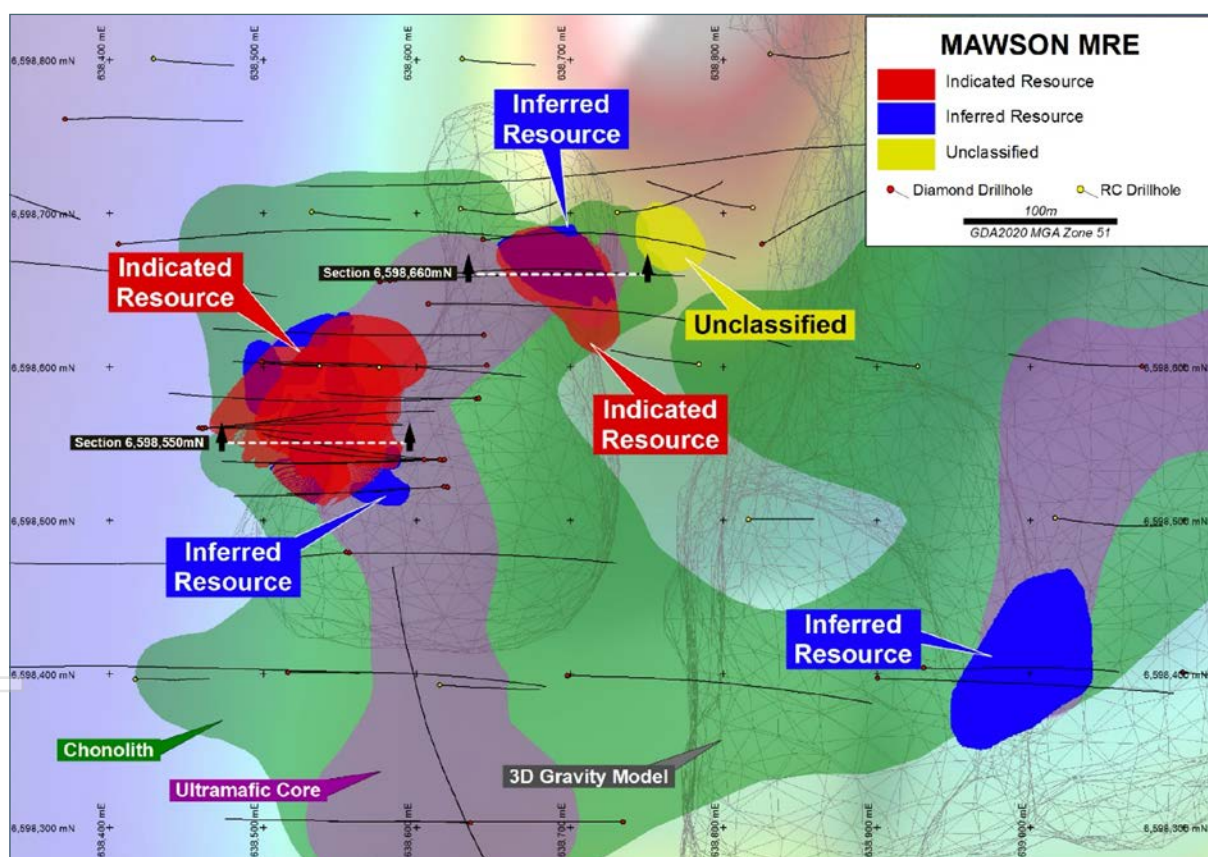 MAWSON MRE
Indicated Resource
Inferred Resource
Unclassified
Diamond Drillhole
RC Drillhole
100m
GDA2020 MGA Zone 51
638,400 mE
638,500 mE
638,600 mE
638,700 mE
638,800 mE
6,598,800 mN
Inferred
Resource
6,598,700 mN
Indicated
Resource
Section 6,598,660mN
Unclassified
6,598,600 mN
6,598,600 mN
Indicated
Resource
Section 6,598,550mN
6,598,500 mN
6,598,500 mN
Inferred
Resource
Inferred
Resource
6,598,400 mN
6,598,400 mN
Chonolith
Ultramafic Core
3D Gravity Model
6,598,300 mN
6,598,300 mN
638,400 mE
638,500 mE
638,600 mE
638,700 mE
638,800 mE
639,900 mE